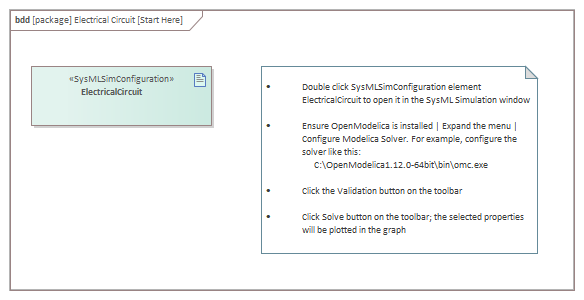 bdd [package] Electrical Circuit [Start Here]
«SysMLSimConfiguration»
ElectricalCircuit
• Double click SysMLSimConfiguration element
ElectricalCircuit to open it in the SysML Simulation window
• Ensure OpenModelica is installed | Expand the menu |
Configure Modelica Solver. For example, configure the
solver like this:
C:\OpenModelica1.12.0-64bit\bin\omc.exe
• Click the Validation button on the toolbar
• Click Solve button on the toolbar; the selected properties
will be plotted in the graph